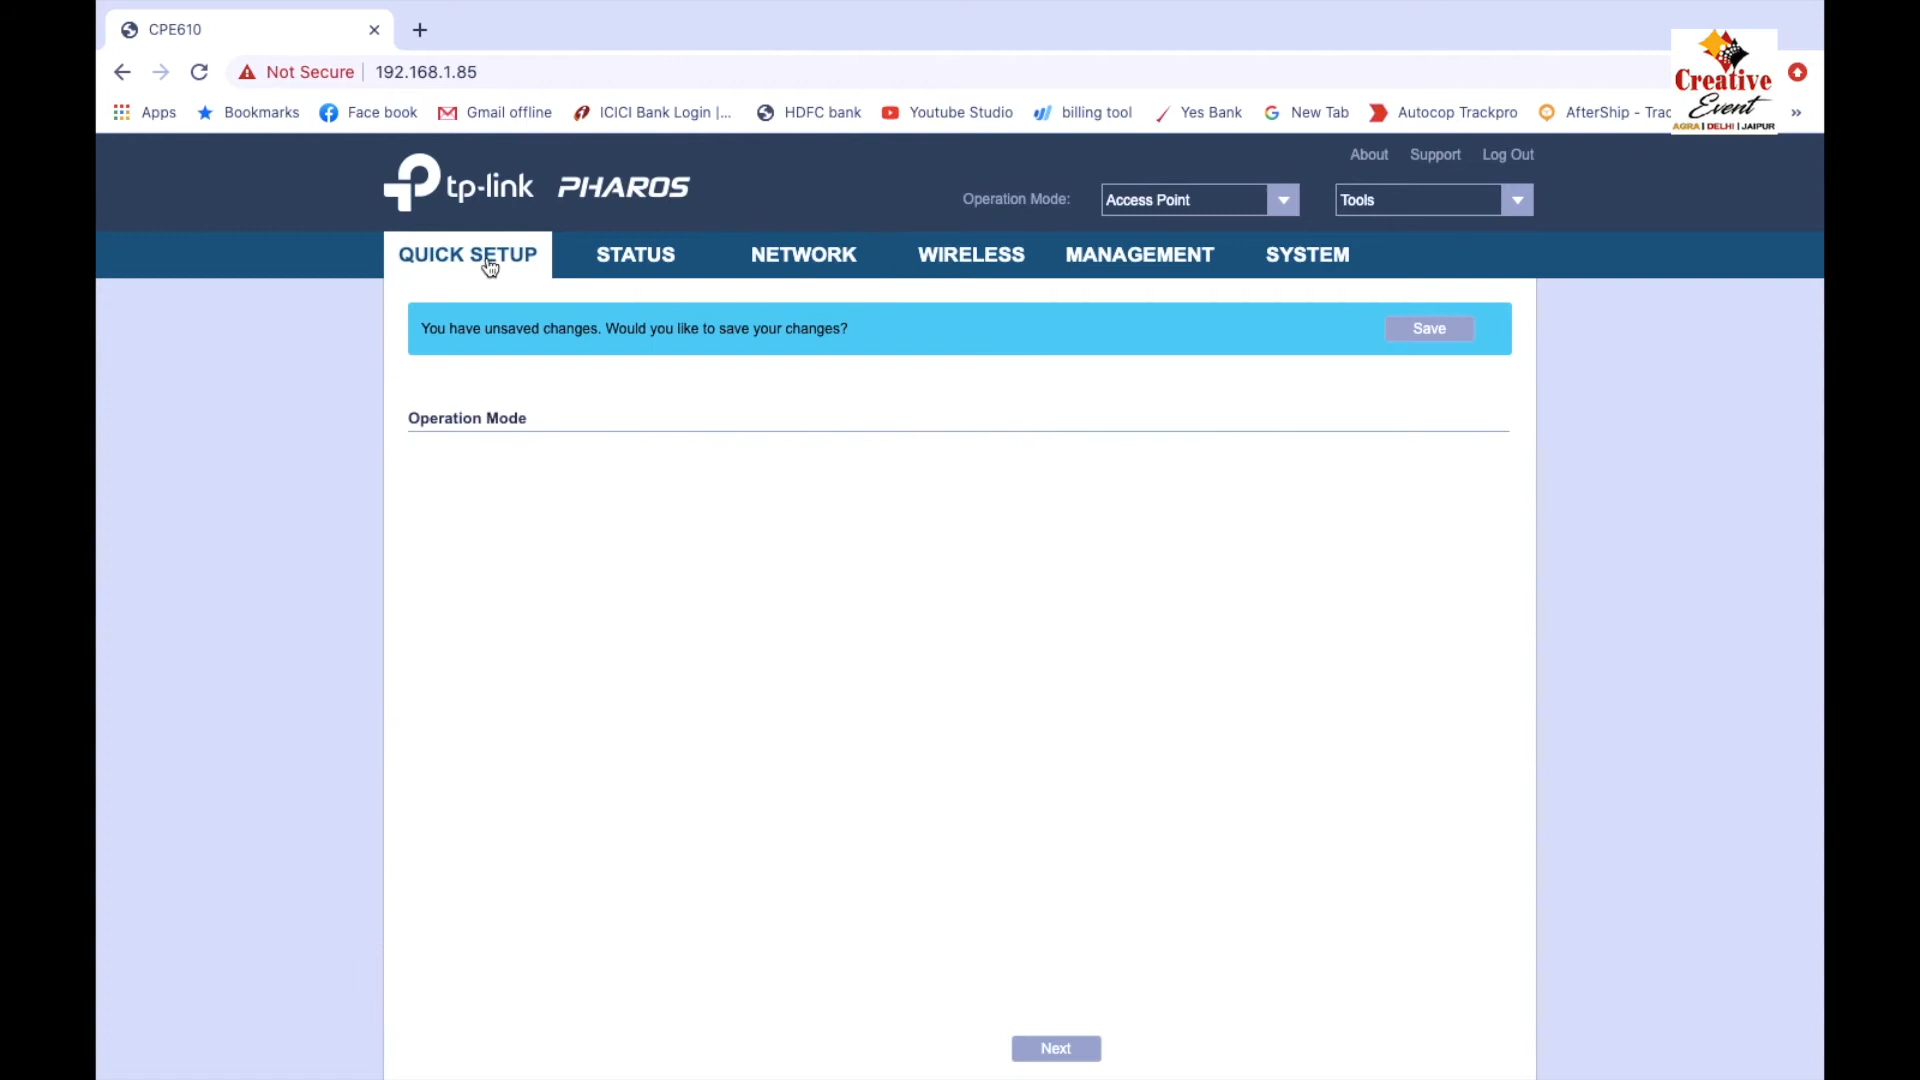 CPE610
Not Secure 192.168.1.85
Apps Bookmarks Face book Gmail offline ICICI Bank Login |... HDFC bank Youtube Studio billing tool Yes Bank New Tab Autocop Trackpro AfterShip - Trac »
Creative
Event
AGRA | DELHI | JAIPUR
About Support Log Out
tp-link PHAROS
Operation Mode: Access Point Tools
QUICK SETUP STATUS NETWORK WIRELESS MANAGEMENT SYSTEM
You have unsaved changes. Would you like to save your changes? Save
Operation Mode
Next